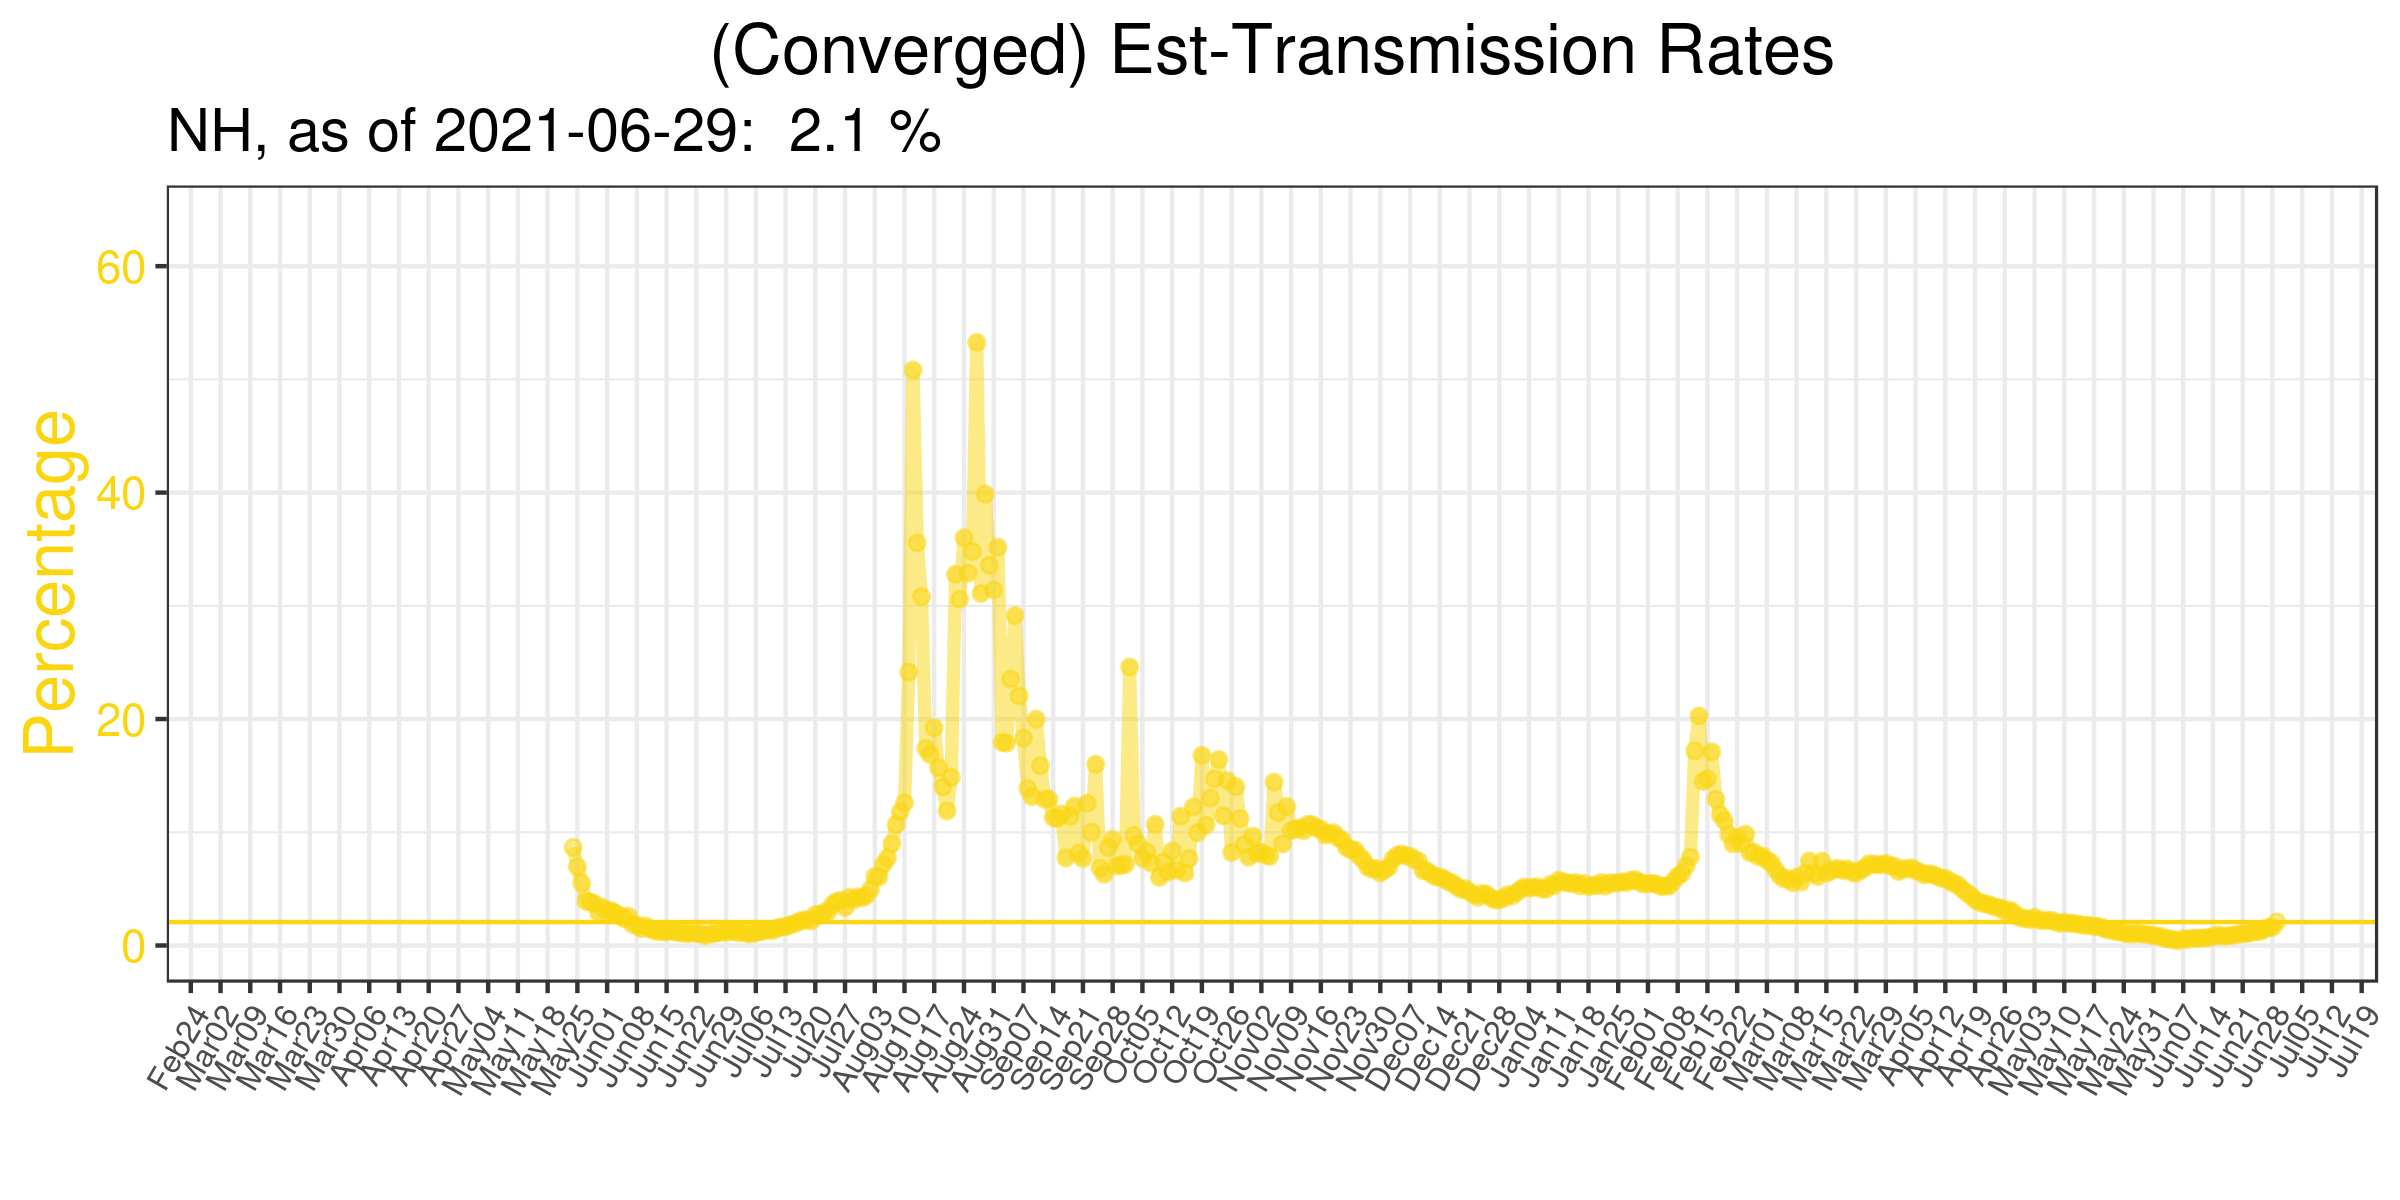 (Converged) Est-Transmission Rates
NH, as of 2021-06-29:  2.1 %
Percentage
60
40
20
0
Feb24
Mar02
Mar09
Mar16
Mar23
Mar30
Apr06
Apr13
Apr20
Apr27
May04
May11
May18
May25
Jun01
Jun08
Jun15
Jun22
Jun29
Jul06
Jul13
Jul20
Jul27
Aug03
Aug10
Aug17
Aug24
Aug31
Sep07
Sep14
Sep21
Sep28
Oct05
Oct12
Oct19
Oct26
Nov02
Nov09
Nov16
Nov23
Nov30
Dec07
Dec14
Dec21
Dec28
Jan04
Jan11
Jan18
Jan25
Feb01
Feb08
Feb15
Feb22
Mar01
Mar08
Mar15
Mar22
Mar29
Apr05
Apr12
Apr19
Apr26
May03
May10
May17
May24
May31
Jun07
Jun14
Jun21
Jun28
Jul05
Jul12
Jul19